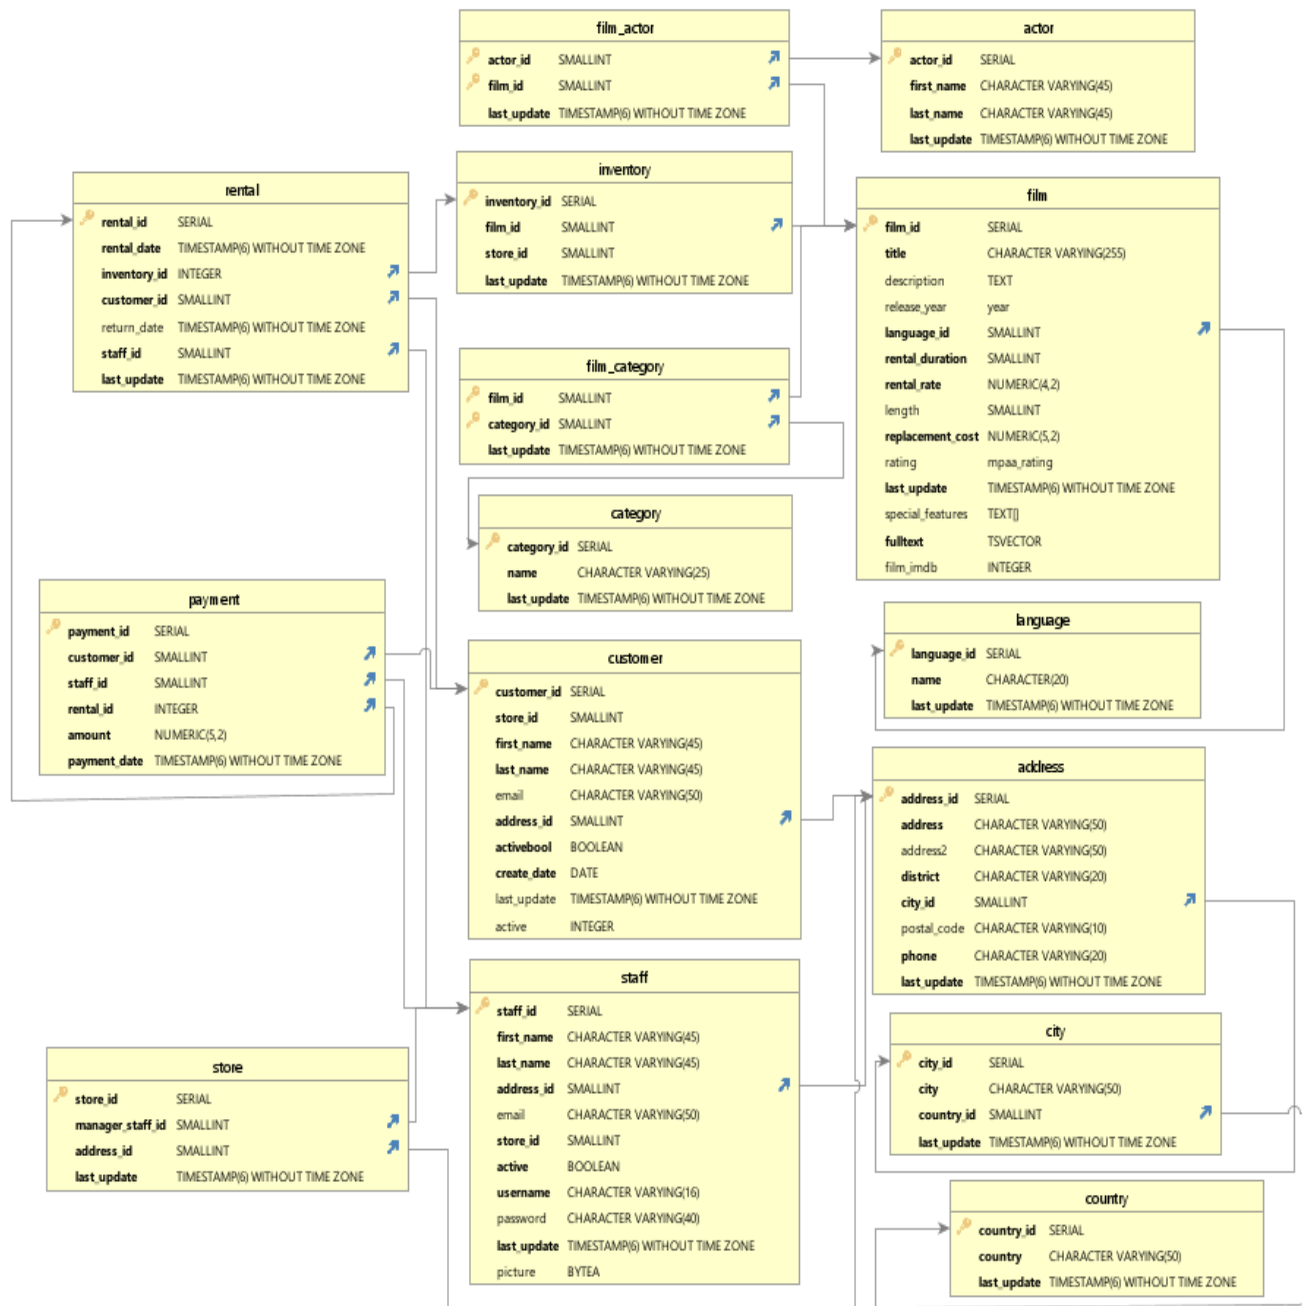 film_actor
actor_id SMALLINT
film_id SMALLINT
last_update TIMESTAMP(6) WITHOUT TIME ZONE
actor
actor_id SERIAL
first_name CHARACTER VARYING(45)
last_name CHARACTER VARYING(45)
last_update TIMESTAMP(6) WITHOUT TIME ZONE
rental
rental_id SERIAL
rental_date TIMESTAMP(6) WITHOUT TIME ZONE
inventory_id INTEGER
customer_id SMALLINT
return_date TIMESTAMP(6) WITHOUT TIME ZONE
staff_id SMALLINT
last_update TIMESTAMP(6) WITHOUT TIME ZONE
inventory
inventory_id SERIAL
film_id SMALLINT
store_id SMALLINT
last_update TIMESTAMP(6) WITHOUT TIME ZONE
film
film_id SERIAL
title CHARACTER VARYING(255)
description TEXT
release_year year
language_id SMALLINT
rental_duration SMALLINT
rental_rate NUMERIC(4,2)
length SMALLINT
replacement_cost NUMERIC(5,2)
rating mpaa_rating
last_update TIMESTAMP(6) WITHOUT TIME ZONE
special_features TEXT[]
fulltext TSVECTOR
film_imdb INTEGER
film_category
film_id SMALLINT
category_id SMALLINT
last_update TIMESTAMP(6) WITHOUT TIME ZONE
category
category_id SERIAL
name CHARACTER VARYING(25)
last_update TIMESTAMP(6) WITHOUT TIME ZONE
payment
payment_id SERIAL
customer_id SMALLINT
staff_id SMALLINT
rental_id INTEGER
amount NUMERIC(5,2)
payment_date TIMESTAMP(6) WITHOUT TIME ZONE
language
language_id SERIAL
name CHARACTER(20)
last_update TIMESTAMP(6) WITHOUT TIME ZONE
customer
customer_id SERIAL
store_id SMALLINT
first_name CHARACTER VARYING(45)
last_name CHARACTER VARYING(45)
email CHARACTER VARYING(50)
address_id SMALLINT
activebool BOOLEAN
create_date DATE
last_update TIMESTAMP(6) WITHOUT TIME ZONE
active INTEGER
address
address_id SERIAL
address CHARACTER VARYING(50)
address2 CHARACTER VARYING(50)
district CHARACTER VARYING(20)
city_id SMALLINT
postal_code CHARACTER VARYING(10)
phone CHARACTER VARYING(20)
last_update TIMESTAMP(6) WITHOUT TIME ZONE
staff
staff_id SERIAL
first_name CHARACTER VARYING(45)
last_name CHARACTER VARYING(45)
address_id SMALLINT
email CHARACTER VARYING(50)
store_id SMALLINT
active BOOLEAN
username CHARACTER VARYING(16)
password CHARACTER VARYING(40)
last_update TIMESTAMP(6) WITHOUT TIME ZONE
picture BYTEA
city
city_id SERIAL
city CHARACTER VARYING(50)
country_id SMALLINT
last_update TIMESTAMP(6) WITHOUT TIME ZONE
store
store_id SERIAL
manager_staff_id SMALLINT
address_id SMALLINT
last_update TIMESTAMP(6) WITHOUT TIME ZONE
country
country_id SERIAL
country CHARACTER VARYING(50)
last_update TIMESTAMP(6) WITHOUT TIME ZONE